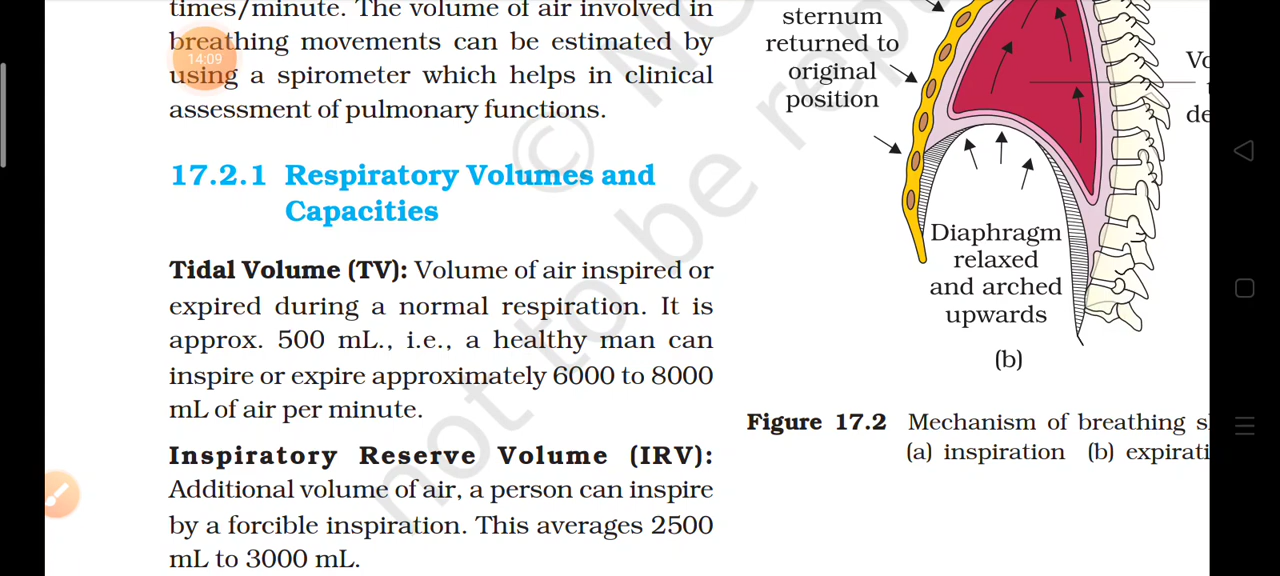 times/minute. The volume of air involved in
breathing movements can be estimated by
using a spirometer which helps in clinical
assessment of pulmonary functions.
14:09
17.2.1 Respiratory Volumes and
Capacities
Tidal Volume (TV): Volume of air inspired or
expired during a normal respiration. It is
approx. 500 mL., i.e., a healthy man can
inspire or expire approximately 6000 to 8000
mL of air per minute.
Inspiratory Reserve Volume (IRV):
Additional volume of air, a person can inspire
by a forcible inspiration. This averages 2500
mL to 3000 mL.
sternum
returned to
original
position
Diaphragm
relaxed
and arched
upwards
(b)
Figure 17.2 Mechanism of breathing
(a) inspiration (b)
not to be